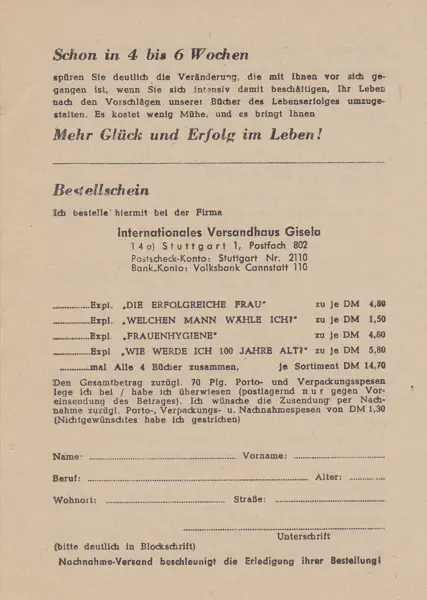 Schon in 4 bis 6 Wochen
spüren Sie deutlich die Veränderung, die mit Ihnen vor sich ge-
gangen ist, wenn Sie sich intensiv damit beschäftigen, Ihr Leben
nach den Vorschlägen unserer Bücher des Lebenserfolges umzuge-
stalten. Es kostet wenig Mühe, und es bringt Ihnen
Mehr Glück und Erfolg im Leben!
Bestellschein
Ich bestelle hiermit bei der Firma
Internationales Versandhaus Gisela
14a) Stuttgart 1, Postfach 802
Postscheck-Konto: Stuttgart Nr. 2110
Bank-Konto: Volksbank Cannstatt 110
............Expl. „DIE ERFOLGREICHE FRAU" zu je DM 4,80
............Expl. „WELCHEN MANN WÄHLE ICH?" zu je DM 1,50
............Expl. „FRAUENHYGIENE" zu je DM 4,80
............Expl. „WIE WERDE ICH 100 JAHRE ALT?" zu je DM 5,80
............mal Alle 4 Bücher zusammen, je Sortiment DM 14,70
Den Gesamtbetrag zuzügl. 70 Pfg. Porto- und Verpackungsspesen
lege ich bei / habe ich überwiesen (postlagernd nur gegen Vor-
einsendung des Betrages). Ich wünsche die Zusendung per Nach-
nahme zuzügl. Porto-, Verpackungs- u. Nachnahmespesen von DM 1,30
(Nichtgewünschtes habe ich gestrichen)
Name: ............ Vorname: ............
Beruf: ............ Alter: ............
Wohnort: ............ Straße: ............
Unterschrift
(bitte deutlich in Blockschrift)
Nachnahme-Versand beschleunigt die Erledigung ihrer Bestellung!